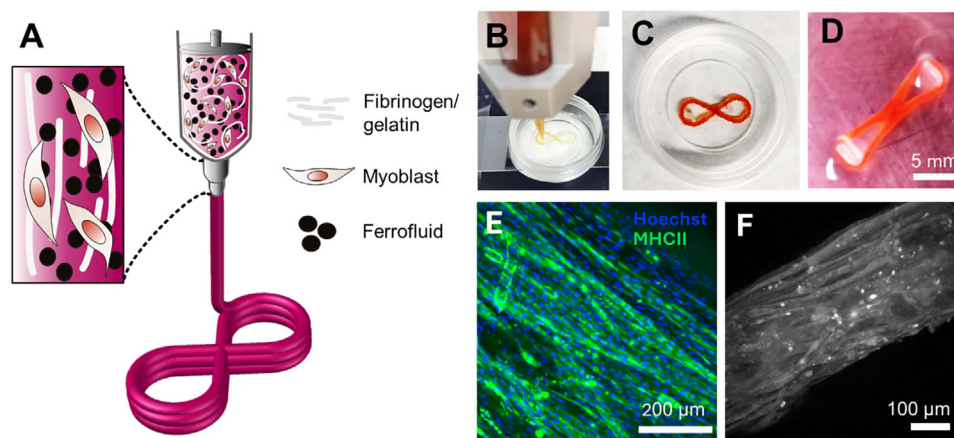 A
Fibrinogen/
gelatin
Myoblast
Ferrofluid
B
C
D
5 mm
E
Hoechst
MHCII
200 µm
F
100 µm